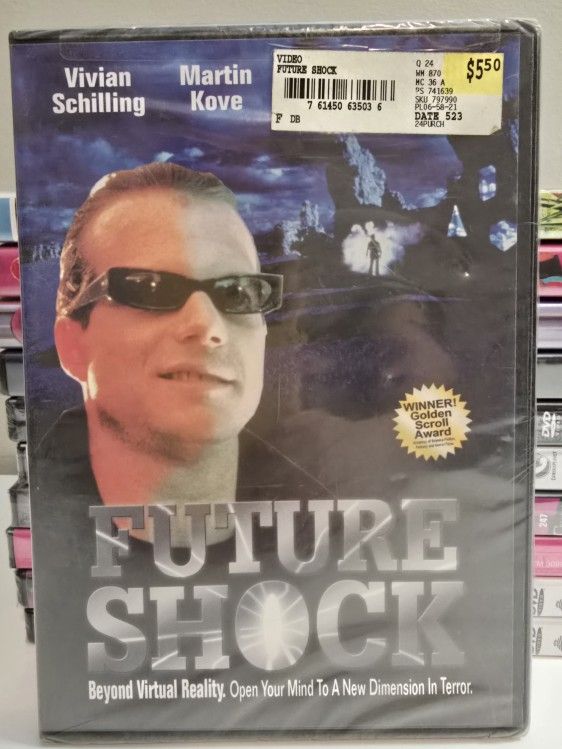 Vivian
Schilling
Martin
Kove
VIDEO
FUTURE SHOCK
7 61450 63503 6
F DB
Q 24
WM 870
MC 36 A
PS 741639
SKU 797990
PL06-58-21
DATE 523
24PURCH
$5.50
WINNER!
Golden
Scroll
Award
FUTURE
SHOCK
Beyond Virtual Reality. Open Your Mind To A New Dimension In Terror.
DVD
247